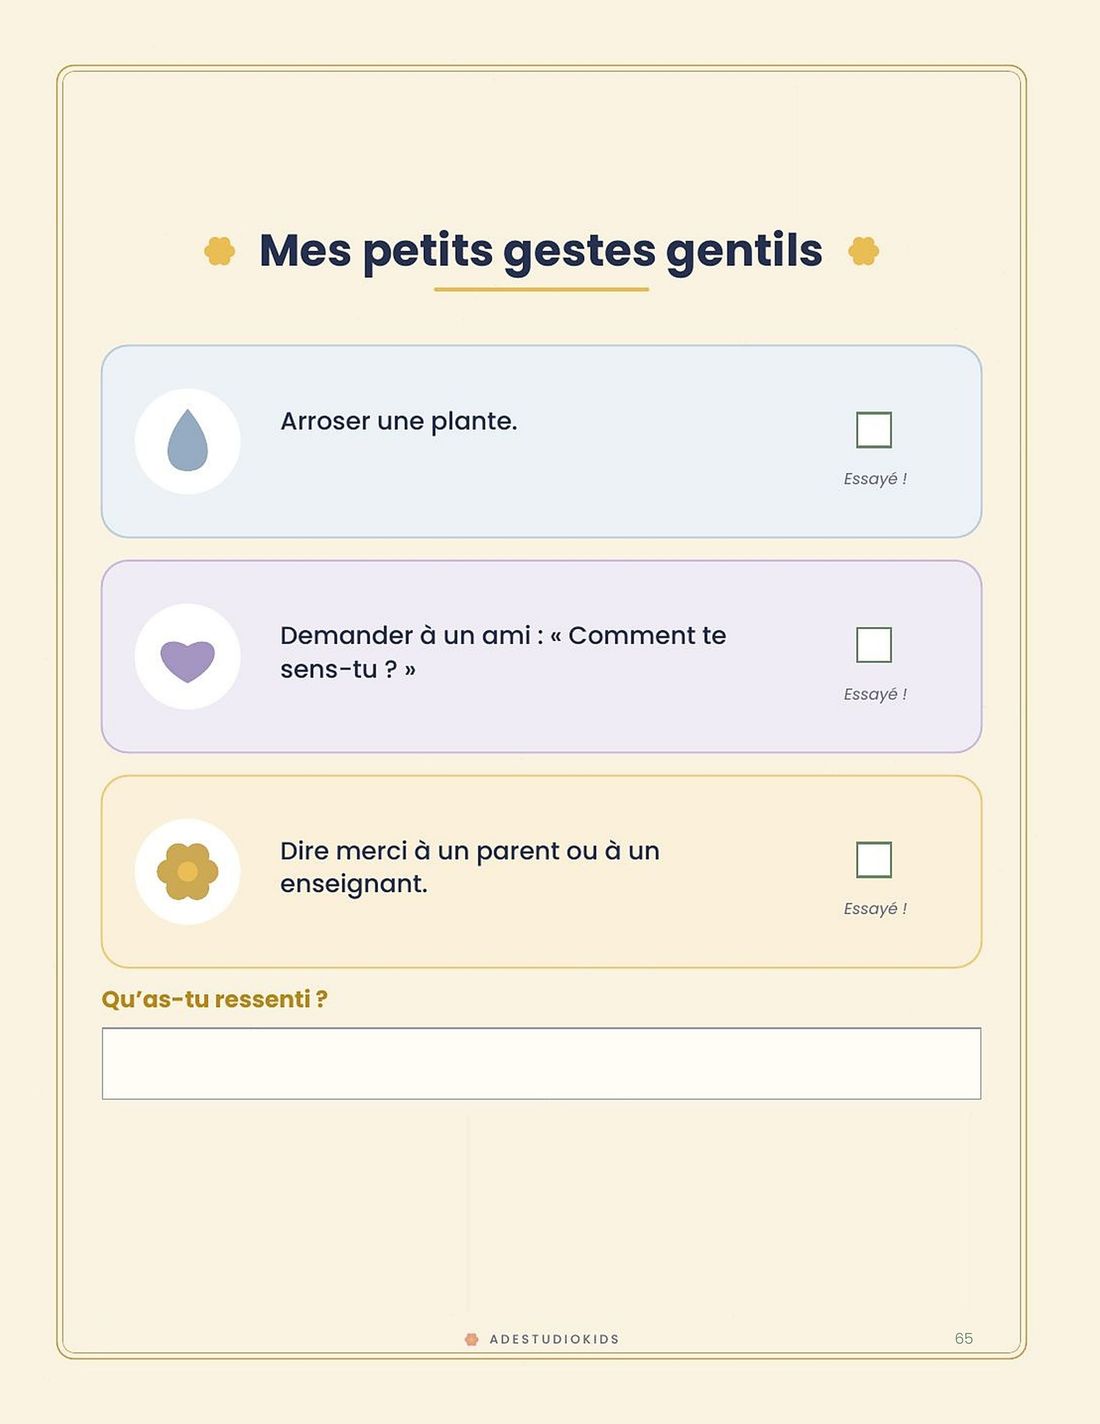 Mes petits gestes gentils
Arroser une plante.
Essayé !
Demander à un ami : « Comment te
sens-tu ? »
Essayé !
Dire merci à un parent ou à un
enseignant.
Essayé !
Qu’as-tu ressenti ?
ADESTUDIOKIDS
65